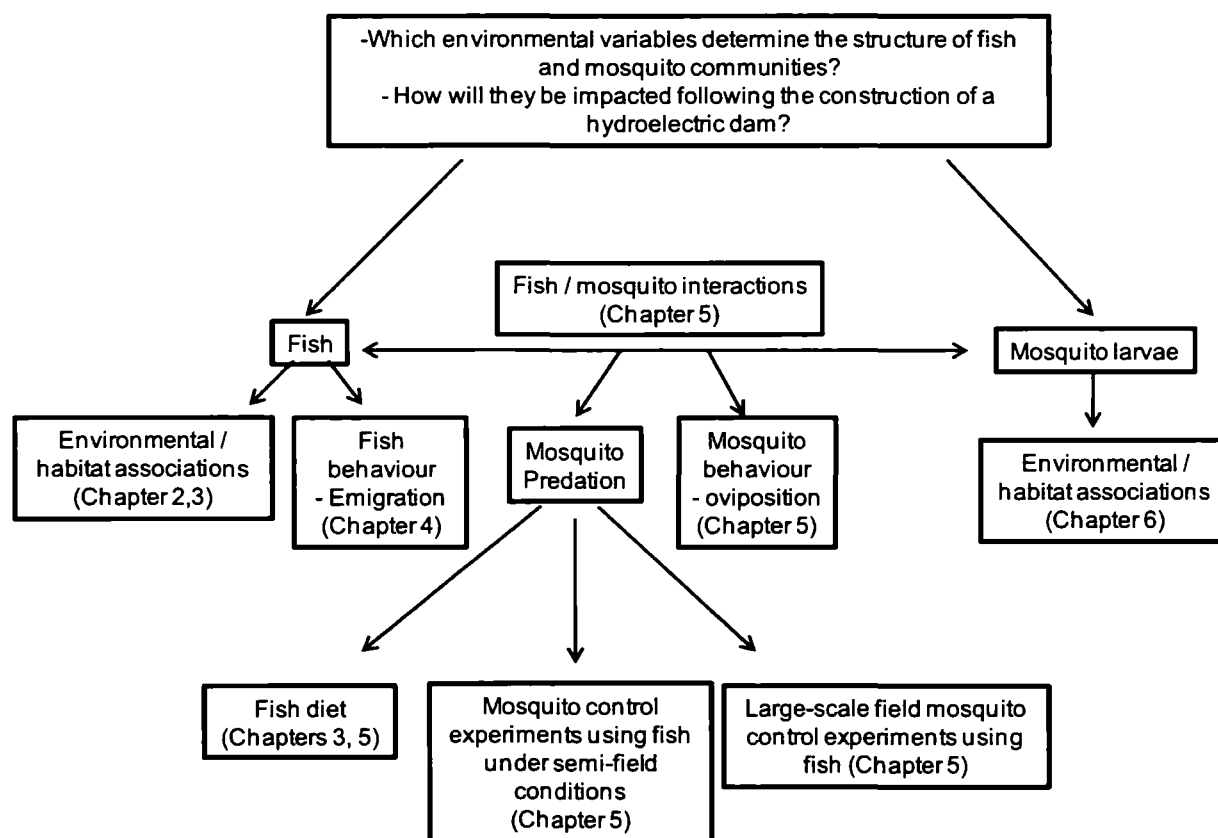 -Which environmental variables determine the structure of fish
and mosquito communities?
- How will they be impacted following the construction of a
hydroelectric dam?
Fish / mosquito interactions
(Chapter 5)
Fish
Mosquito larvae
Environmental /
habitat associations
(Chapter 2,3)
Fish
behaviour
- Emigration
(Chapter 4)
Mosquito
Predation
Mosquito
behaviour
- oviposition
(Chapter 5)
Environmental /
habitat associations
(Chapter 6)
Fish diet
(Chapters 3, 5)
Mosquito control
experiments using fish
under semi-field
conditions
(Chapter 5)
Large-scale field mosquito
control experiments using
fish (Chapter 5)